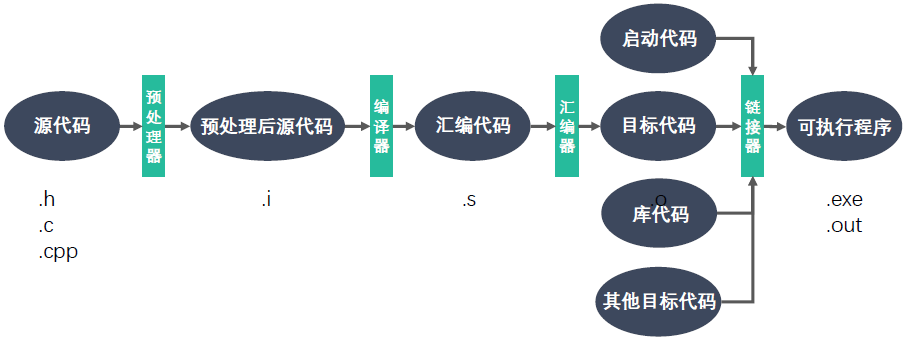 启动代码
源代码
预处理器
预处理后源代码
编译器
汇编代码
汇编器
目标代码
链接器
可执行程序
.h
.c
.cpp
.i
.s
.o
库代码
.exe
.out
其他目标代码